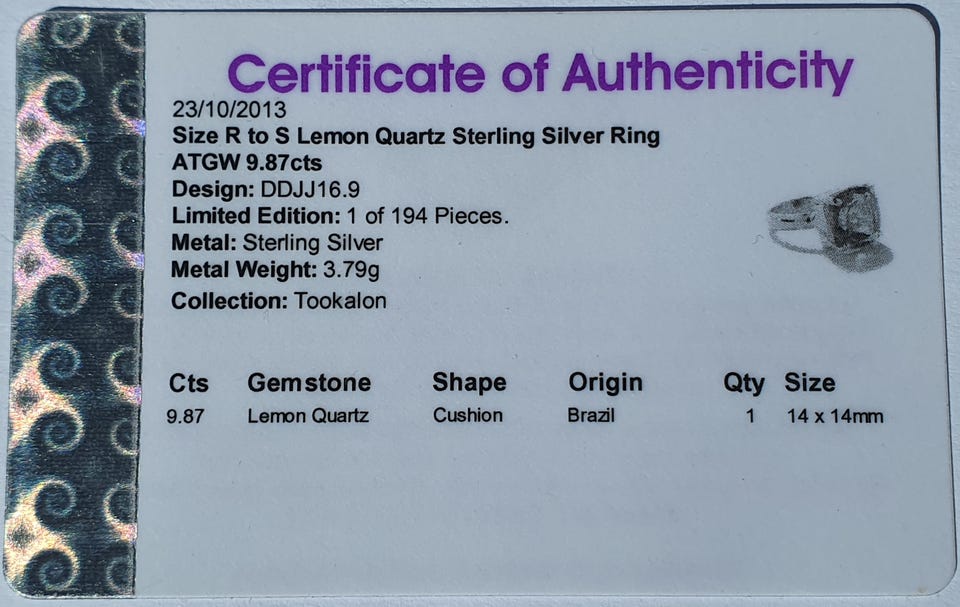 Certificate of Authenticity
23/10/2013
Size R to S Lemon Quartz Sterling Silver Ring
ATGW 9.87cts
Design: DDJJ16.9
Limited Edition: 1 of 194 Pieces.
Metal: Sterling Silver
Metal Weight: 3.79g
Collection: Tookalon
Cts Gemstone Shape Origin Qty Size
9.87 Lemon Quartz Cushion Brazil 1 14 x 14mm